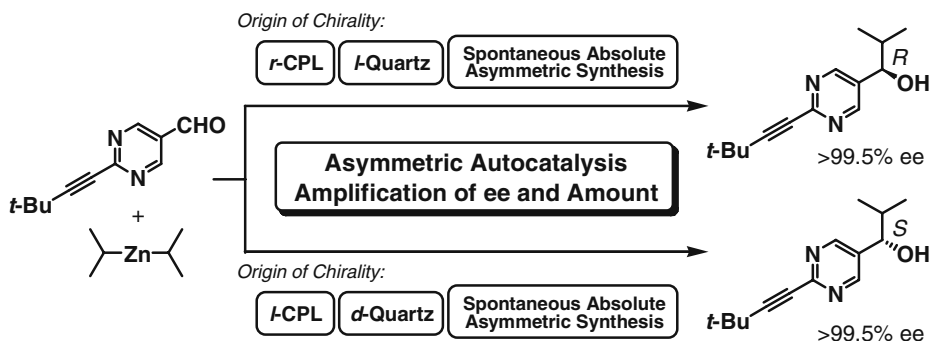 Origin of Chirality:
r-CPL
l-Quartz
Spontaneous Absolute
Asymmetric Synthesis
R
N
OH
N
t-Bu
>99.5% ee
CHO
N
N
t-Bu
+
Zn
Asymmetric Autocatalysis
Amplification of ee and Amount
S
N
OH
N
t-Bu
>99.5% ee
Origin of Chirality:
l-CPL
d-Quartz
Spontaneous Absolute
Asymmetric Synthesis